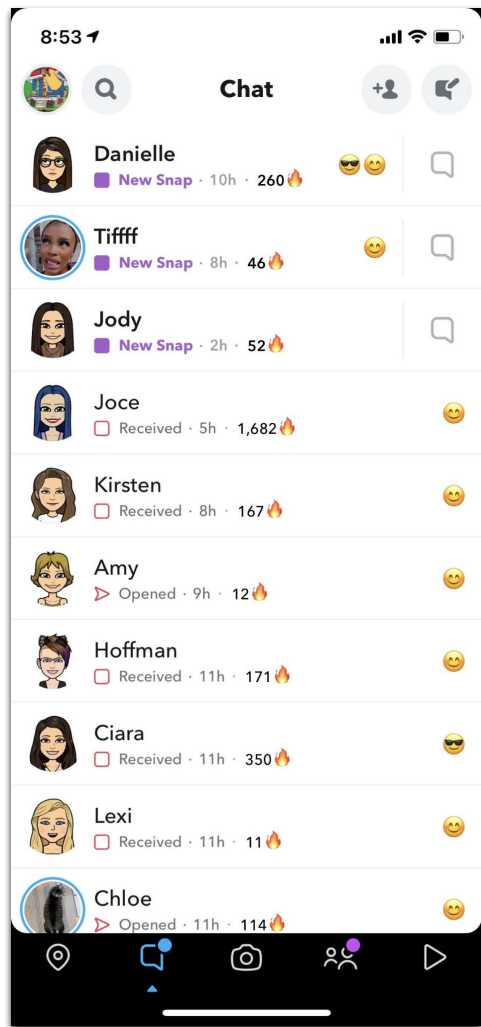 8:53
Chat
Danielle
New Snap · 10h · 260🔥
Tiffff
New Snap · 8h · 46🔥
Jody
New Snap · 2h · 52🔥
Joce
Received · 5h · 1,682🔥
Kirsten
Received · 8h · 167🔥
Amy
Opened · 9h · 12🔥
Hoffman
Received · 11h · 171🔥
Ciara
Received · 11h · 350🔥
Lexi
Received · 11h · 11🔥
Chloe
Opened · 11h · 114🔥